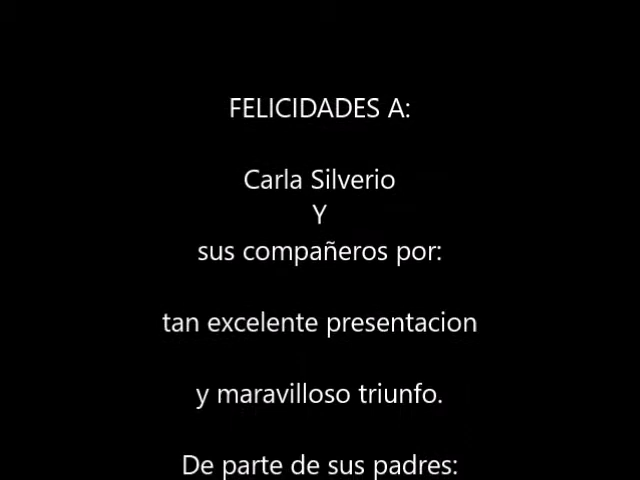 FELICIDADES A:
Carla Silverio
Y
sus compañeros por:
tan excelente presentacion
y maravilloso triunfo.
De parte de sus padres: